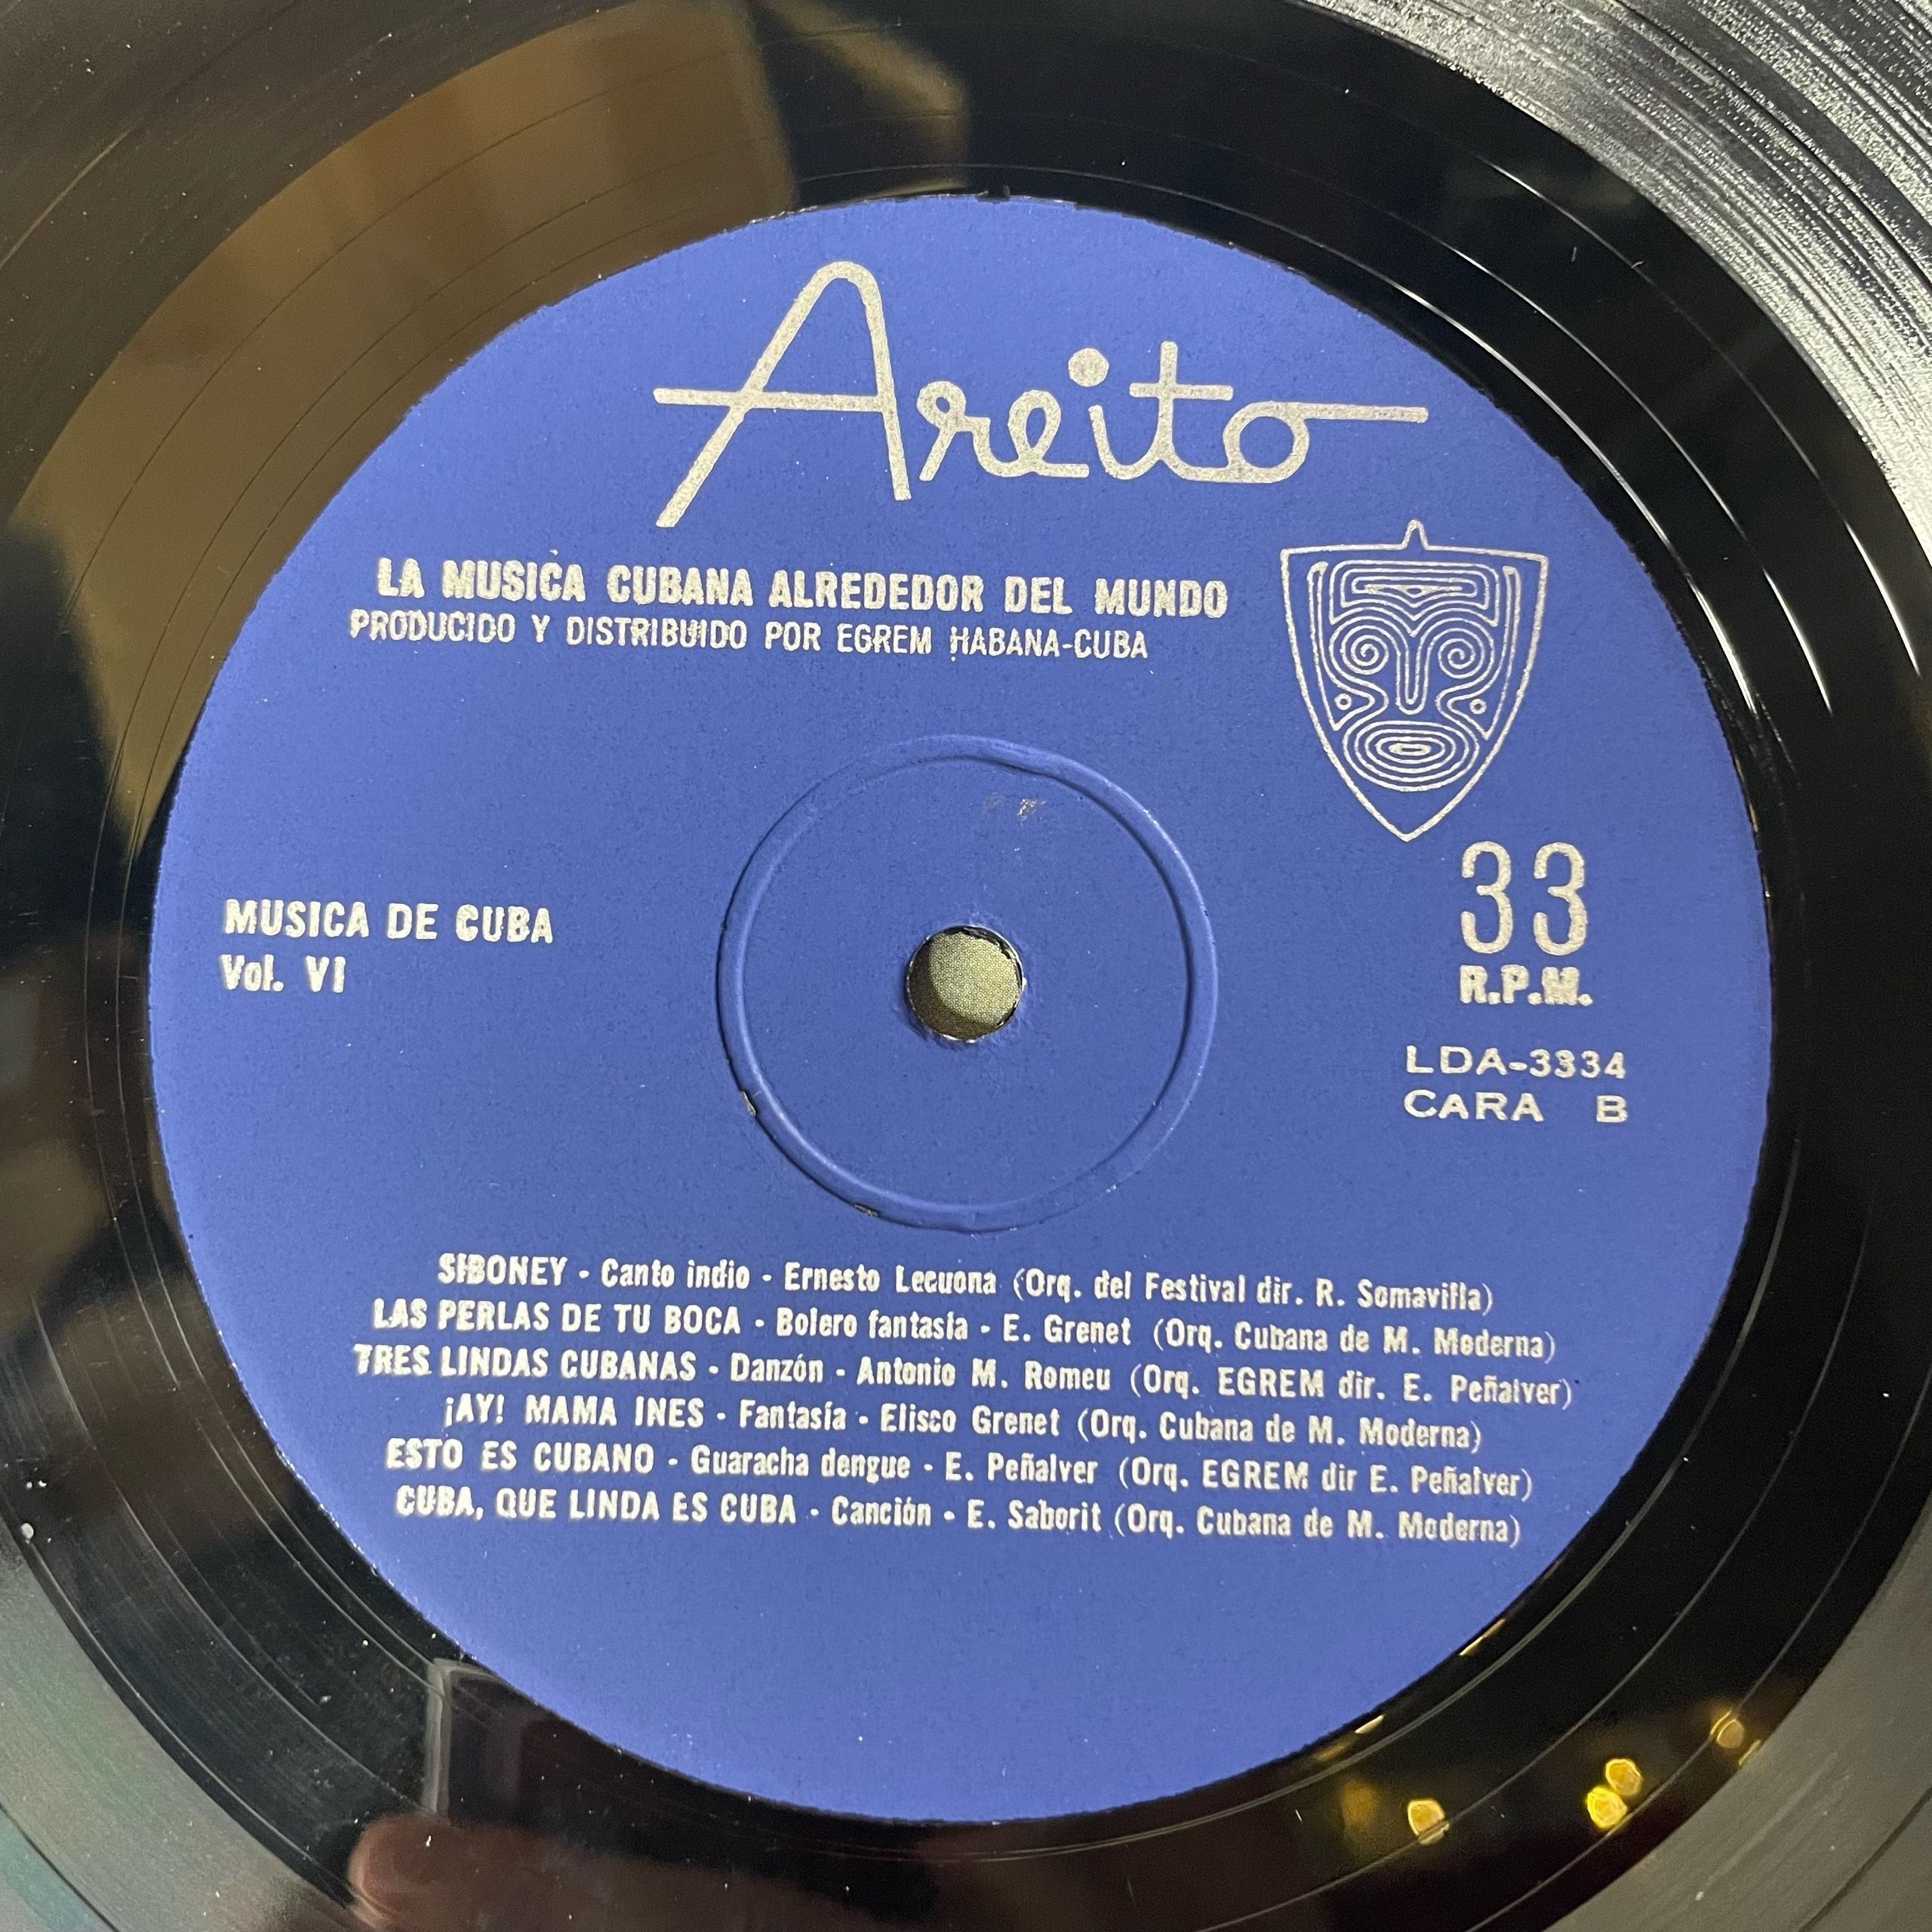 Areito
LA MUSICA CUBANA ALREDEDOR DEL MUNDO
PRODUCIDO Y DISTRIBUIDO POR EGREM HABANA-CUBA
33
R.P.M.
MUSICA DE CUBA
Vol. VI
LDA-3334
CARA B
SIBONEY - Canto indio - Ernesto Lecuona (Orq. del Festival dir. R. Somavilla)
LAS PERLAS DE TU BOCA - Bolero fantasía - E. Grenet (Orq. Cubana de M. Moderna)
TRES LINDAS CUBANAS - Danzón - Antonio M. Romeu (Orq. EGREM dir. E. Peñalver)
¡AY! MAMA INES - Fantasía - Elisco Grenet (Orq. Cubana de M. Moderna)
ESTO ES CUBANO - Guaracha dengue - E. Peñalver (Orq. EGREM dir E. Peñalver)
CUBA, QUE LINDA ES CUBA - Canción - E. Saborit (Orq. Cubana de M. Moderna)